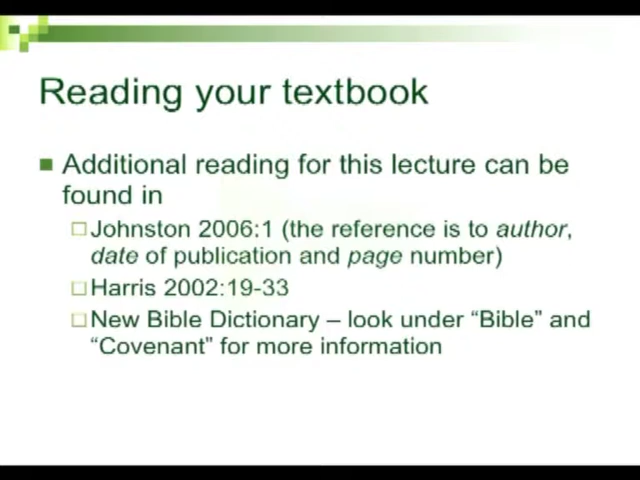 Reading your textbook
Additional reading for this lecture can be
found in
Johnston 2006:1 (the reference is to author,
date of publication and page number)
Harris 2002:19-33
New Bible Dictionary – look under “Bible” and
“Covenant” for more information